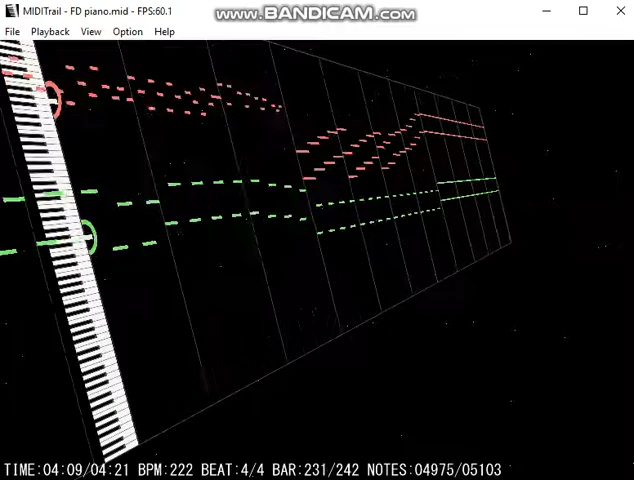 MIDITrail - FD piano.mid - FPS:60.1
www.BANDICAM.com
File Playback View Option Help
TIME:04:09/04:21 BPM:222 BEAT:4/4 BAR:231/242 NOTES:04975/05103